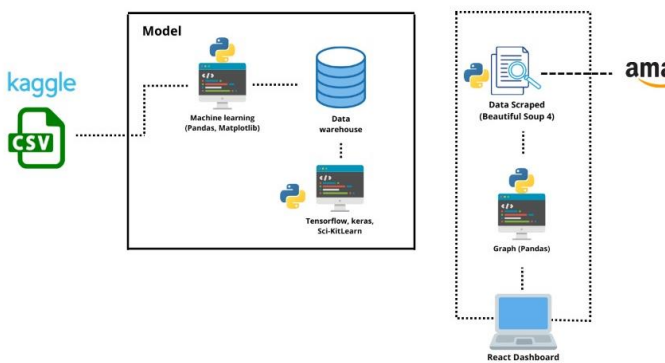 Model
kaggle
CSV
</>
Machine learning
(Pandas, Matplotlib)
Data
warehouse
</>
Tensorflow, keras,
Sci-KitLearn
ama
Data Scraped
(Beautiful Soup 4)
</>
Graph (Pandas)
React Dashboard